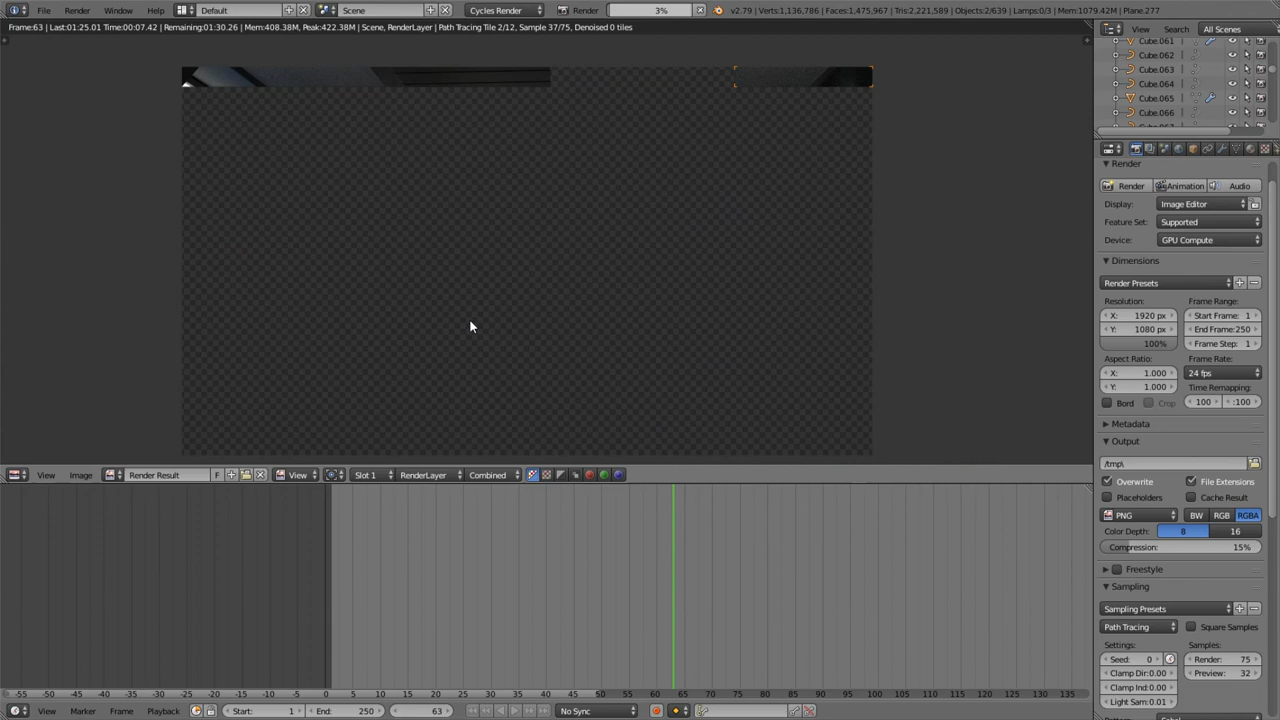 File Render Window Help Default Scene Cycles Render Render 3% v2.79 | Verts:1,136,786 | Faces:1,475,967 | Tris:2,221,589 | Objects:2/639 | Lamps:0/3 | Mem:1079.42M | Plane:277
Frame:63 | Last:01:25.01 Time:00:07.42 | Remaining:01:30.26 | Mem:408.38M, Peak:422.38M | Scene, RenderLayer | Path Tracing Tile 2/12, Sample 37/75, Denoised 0 tiles
View Search All Scenes
Cube.061
Cube.062
Cube.063
Cube.064
Cube.065
Cube.066
Render
Render Animation Audio
Display: Image Editor
Feature Set: Supported
Device: GPU Compute
Dimensions
Render Presets
Resolution: Frame Range:
X: 1920 px Start Frame: 1
Y: 1080 px End Frame:250
100% Frame Step: 1
Aspect Ratio: Frame Rate:
X: 1.000 24 fps
Y: 1.000 Time Remapping:
Bord Crop 100 :100
Metadata
Output
/tmp\
Overwrite File Extensions
Placeholders Cache Result
PNG BW RGB RGBA
Color Depth: 8 16
Compression: 15%
Freestyle
Sampling
Sampling Presets
Path Tracing Square Samples
Settings: Samples:
Seed: 0 Render: 75
Clamp Dir:0.00 Preview: 32
Clamp Ind:0.00
Light Sam:0.01
View Image Render Result F View Slot 1 RenderLayer Combined
-55 -50 -45 -40 -35 -30 -25 -20 -15 -10 -5 0 5 10 15 20 25 30 35 40 45 50 55 60 65 70 75 80 85 90 95 100 105 110 115 120 125 130 135
View Marker Frame Playback Start: 1 End: 250 63 No Sync